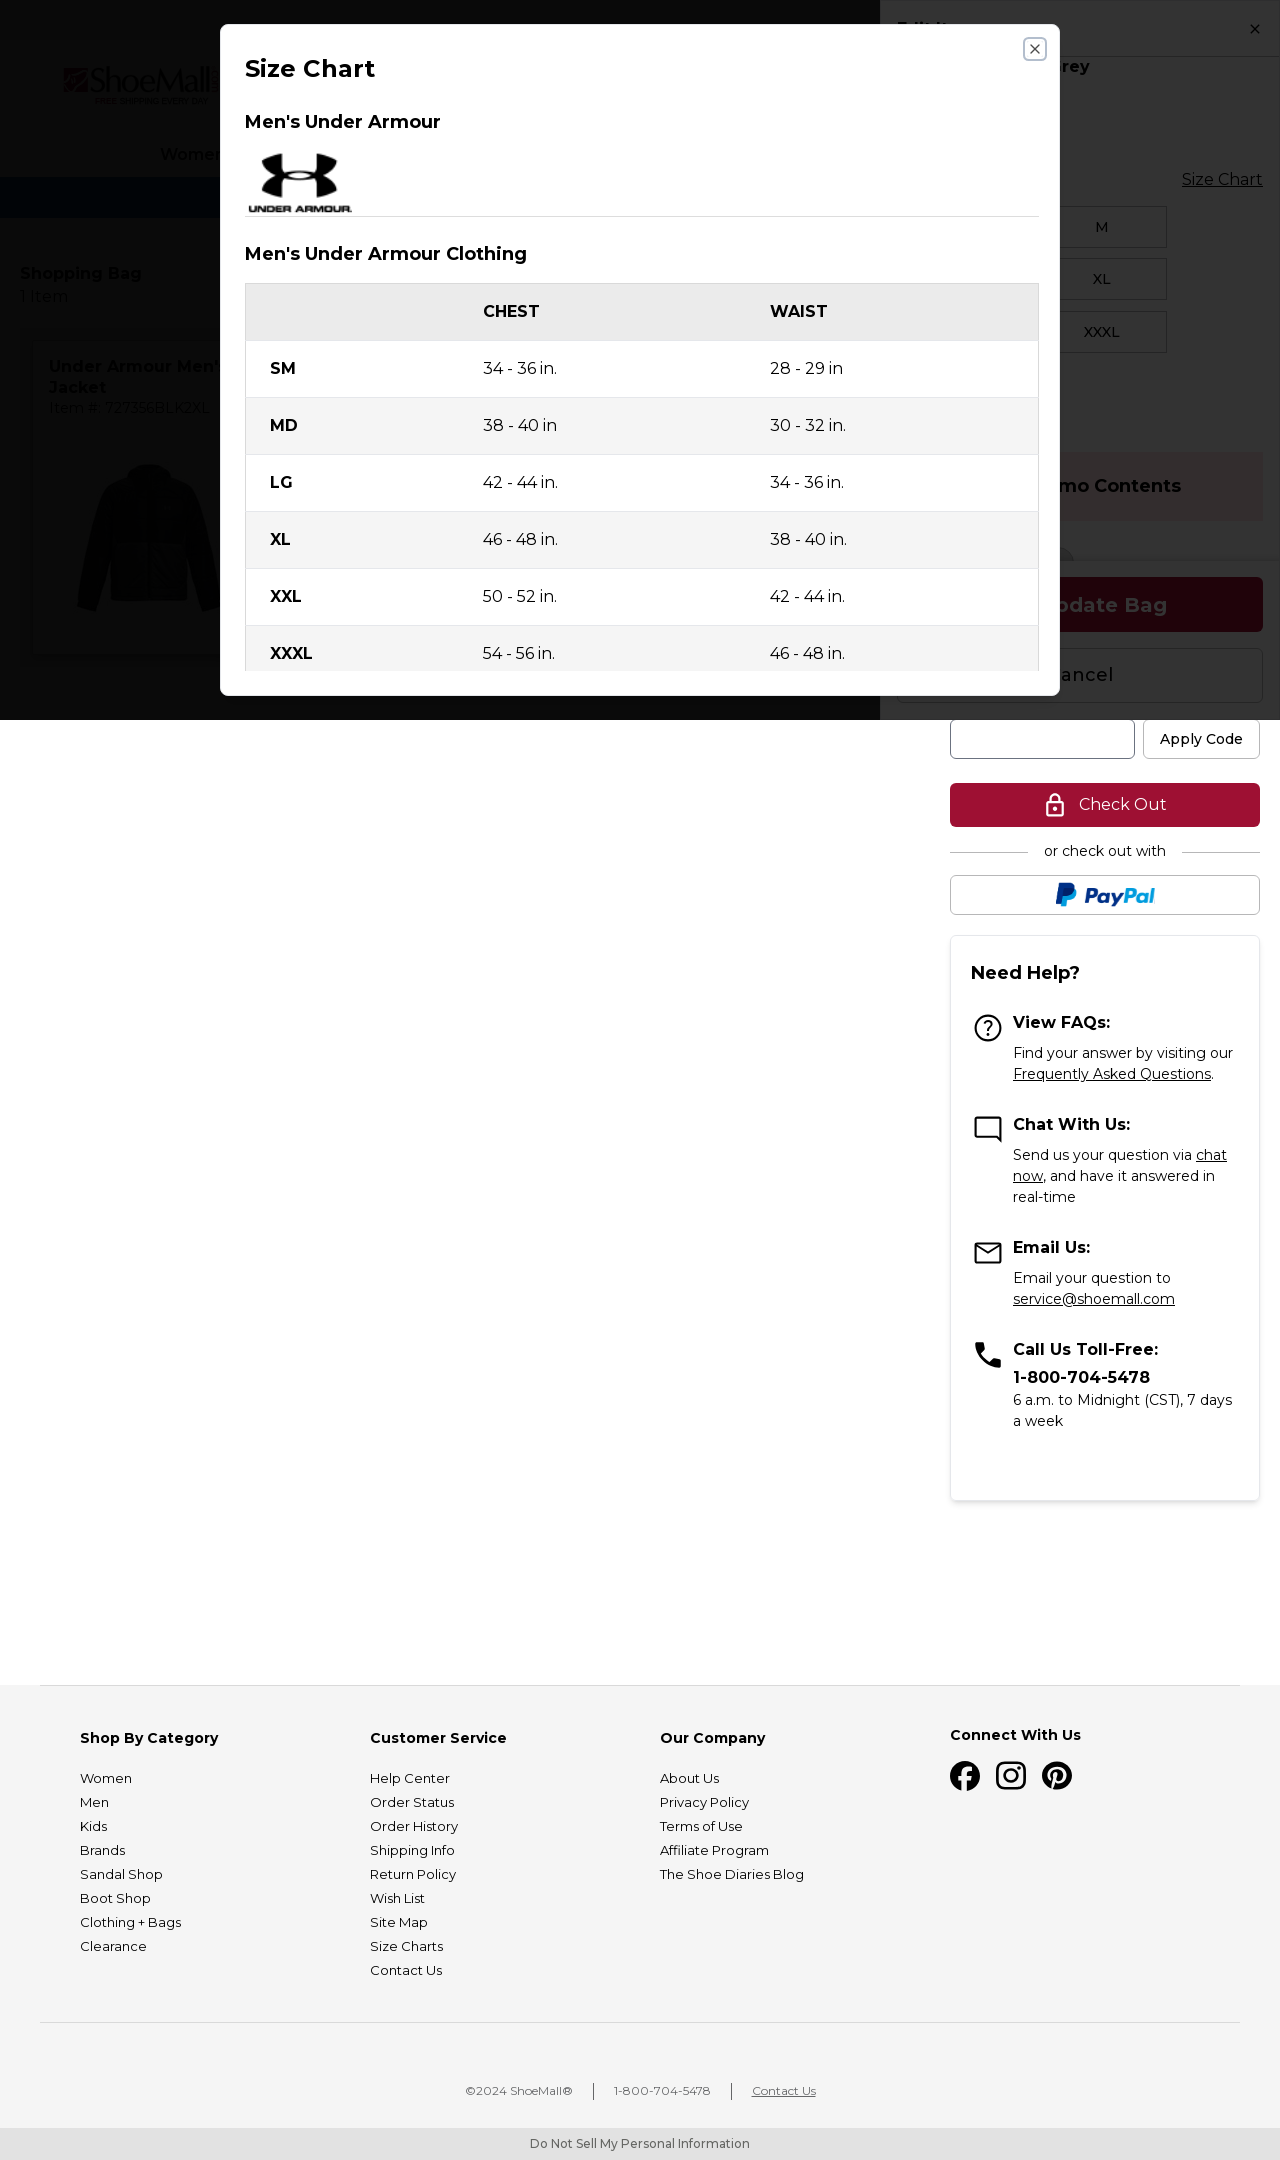 ShoeMall
FREE SHIPPING EVERY DAY
Size Chart
Men's Under Armour
UNDER ARMOUR.
Men's Under Armour Clothing
CHEST WAIST
SM 34 - 36 in. 28 - 29 in
MD 38 - 40 in 30 - 32 in.
LG 42 - 44 in. 34 - 36 in.
XL 46 - 48 in. 38 - 40 in.
XXL 50 - 52 in. 42 - 44 in.
XXXL 54 - 56 in. 46 - 48 in.
Shopping Bag
1 Item
Under Armour Men'
Jacket
Item #: 727356BLK2XL
Size Chart
M
XL
XXXL
Contents
Bag
Apply Code
Check Out
or check out with
PayPal
Need Help?
View FAQs:
Find your answer by visiting our
Frequently Asked Questions.
Chat With Us:
Send us your question via chat
now, and have it answered in
real-time
Email Us:
Email your question to
service@shoemall.com
Call Us Toll-Free:
1-800-704-5478
6 a.m. to Midnight (CST), 7 days
a week
Shop By Category
Women
Men
Kids
Brands
Sandal Shop
Boot Shop
Clothing + Bags
Clearance
Customer Service
Help Center
Order Status
Order History
Shipping Info
Return Policy
Wish List
Site Map
Size Charts
Contact Us
Our Company
About Us
Privacy Policy
Terms of Use
Affiliate Program
The Shoe Diaries Blog
Connect With Us
©2024 ShoeMall® 1-800-704-5478 Contact Us
Do Not Sell My Personal Information